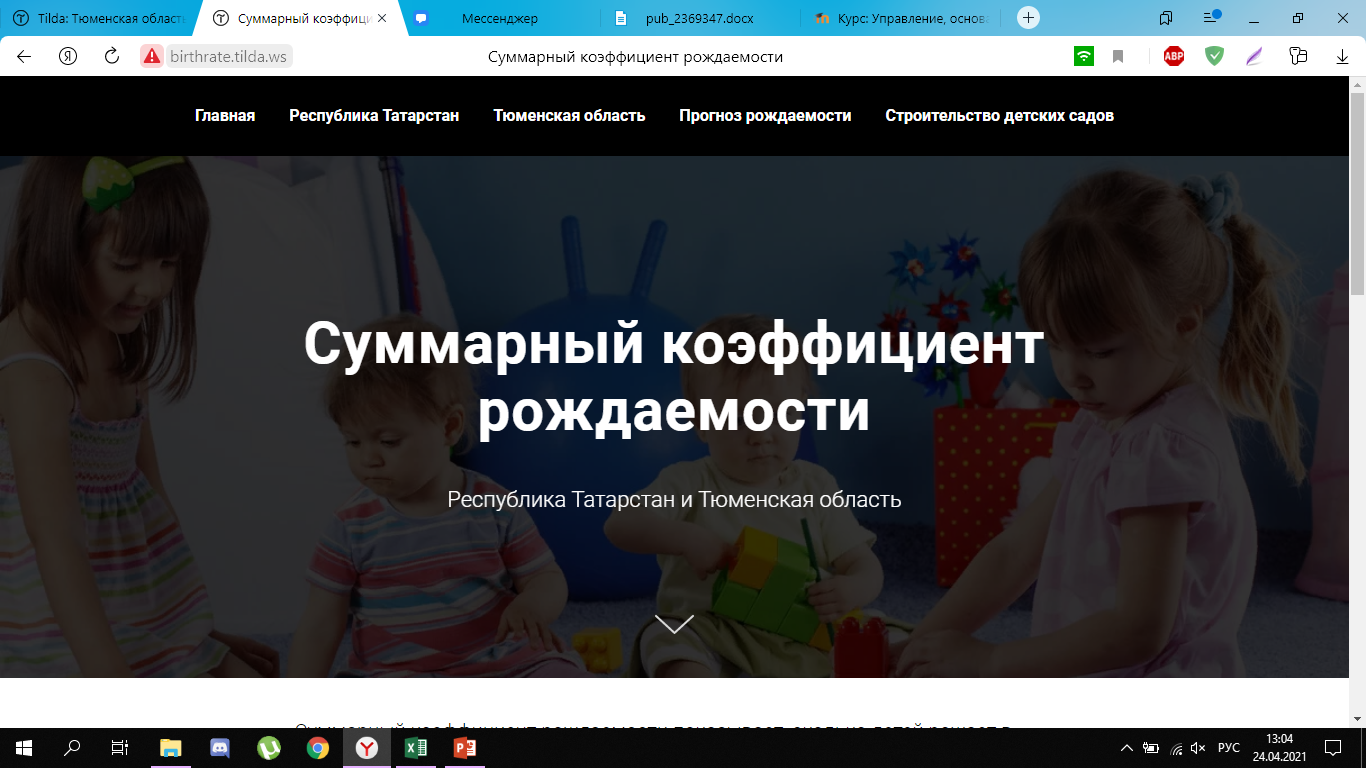 Tilda: Тюменская область
Суммарный коэффици
Мессенджер
pub_2369347.docx
Курс: Управление, основа
birthrate.tilda.ws
Суммарный коэффициент рождаемости
ABP
Главная
Республика Татарстан
Тюменская область
Прогноз рождаемости
Строительство детских садов
Суммарный коэффициент
рождаемости
Республика Татарстан и Тюменская область
РУС
13:04
24.04.2021